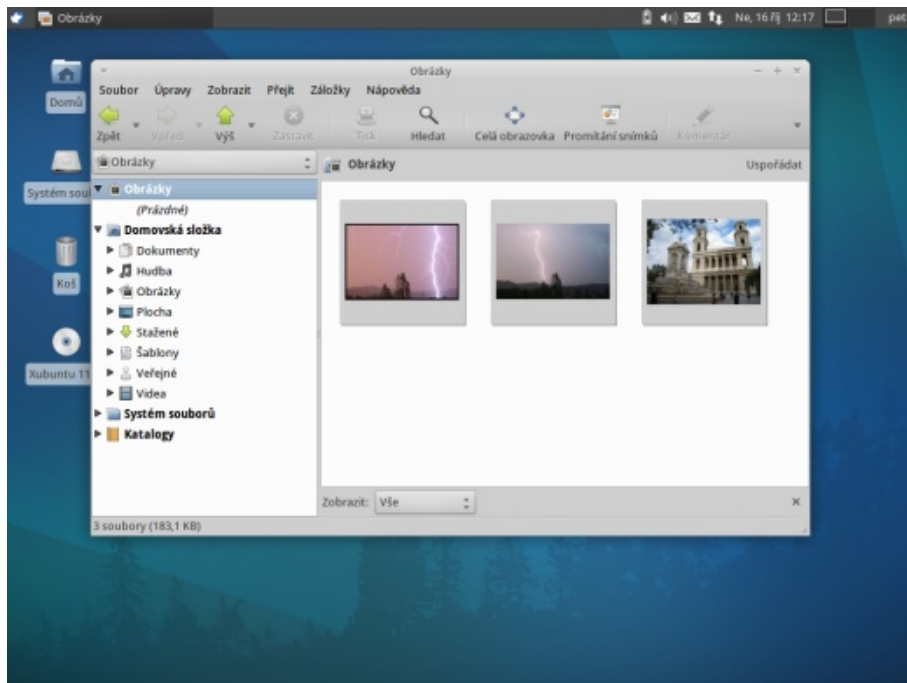 Obrázky
Ne, 16 říj 12:17
pet
Domů
Systém sou
Koš
Xubuntu 11
Obrázky
Soubor Úpravy Zobrazit Přejít Záložky Nápověda
Zpět Vpřed Výš Zastavit Tisk Hledat Celá obrazovka Promítání snímků Komentář
Obrázky
Obrázky
(Prázdné)
Domovská složka
Dokumenty
Hudba
Obrázky
Plocha
Stažené
Šablony
Veřejné
Videa
Systém souborů
Katalogy
Obrázky
Uspořádat
Zobrazit: Vše
3 soubory (183,1 KB)